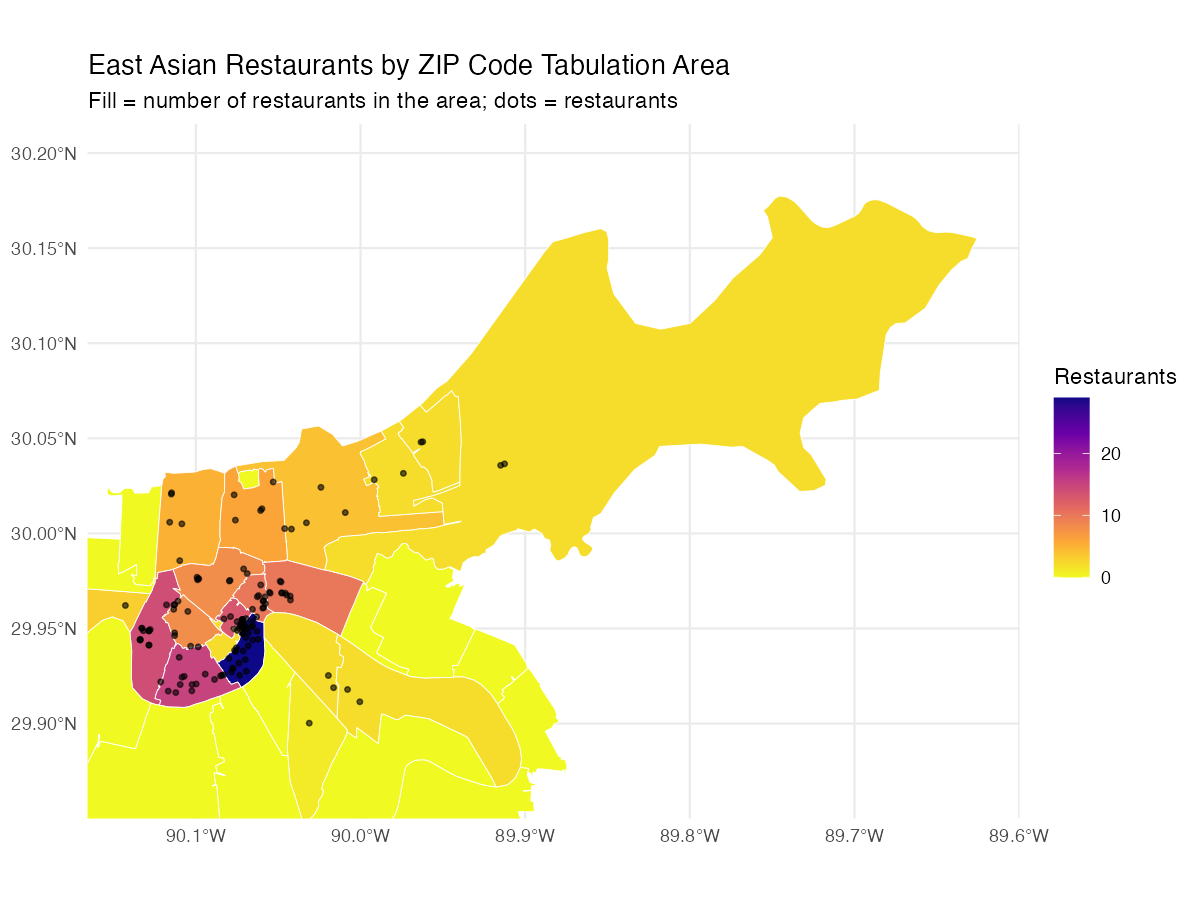 East Asian Restaurants by ZIP Code Tabulation Area
Fill = number of restaurants in the area; dots = restaurants
30.20°N
30.15°N
30.10°N
30.05°N
30.00°N
29.95°N
29.90°N
90.1°W
90.0°W
89.9°W
89.8°W
89.7°W
89.6°W
Restaurants
20
10
0